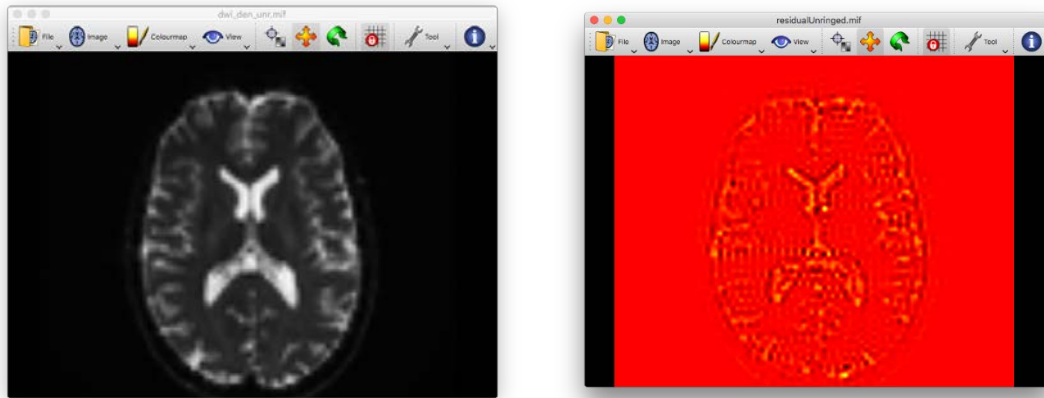 dwi_den_unr.mif
File Image Colourmap View Tool
residualUnringed.mif
File Image Colourmap View Tool